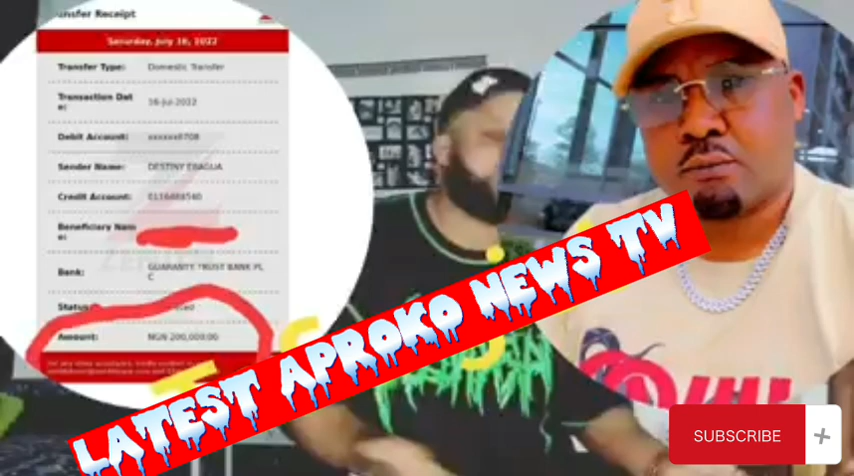 Transfer Receipt
Saturday, July 16, 2022
Transfer Type: Domestic Transfer
Transaction Dat
e: 16-Jul-2022
Debit Account: xxxxxx8708
Sender Name: DESTINY EBAGUA
Credit Account:
Beneficiary Nam
e:
Bank: GUARANTY TRUST BANK PL
C
Status:
Amount: NGN 200,000.00
LATEST APROKO NEWS TV
SUBSCRIBE +